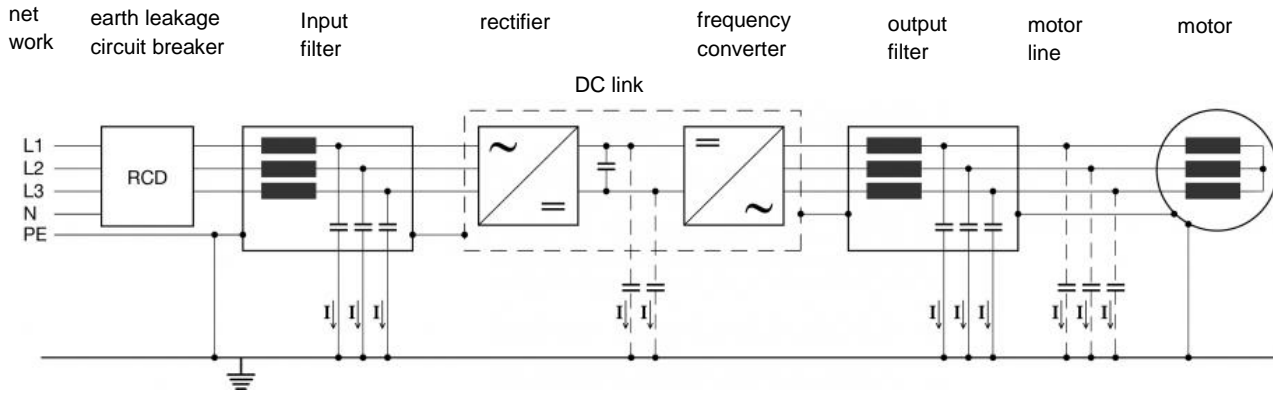 net
work
earth leakage
circuit breaker
Input
filter
rectifier
frequency
converter
output
filter
motor
line
motor
DC link
L1
L2
L3
N
PE
RCD
~
=
=
~
I
I
I
I
I
I
I
I
I
I
I